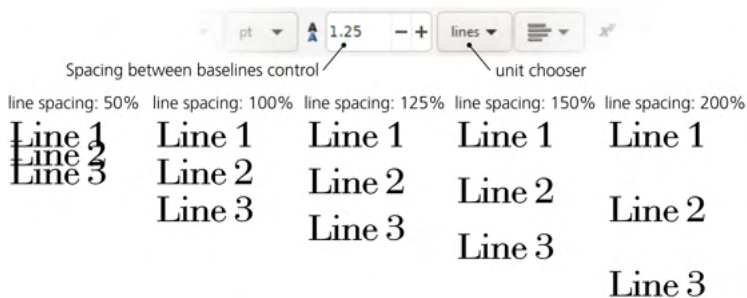 pt 1.25 − + lines
Spacing between baselines control unit chooser
line spacing: 50% line spacing: 100% line spacing: 125% line spacing: 150% line spacing: 200%
Line 1 Line 1 Line 1 Line 1 Line 1
Line 2 Line 2 Line 2 Line 2 Line 2
Line 3 Line 3 Line 3 Line 3 Line 3